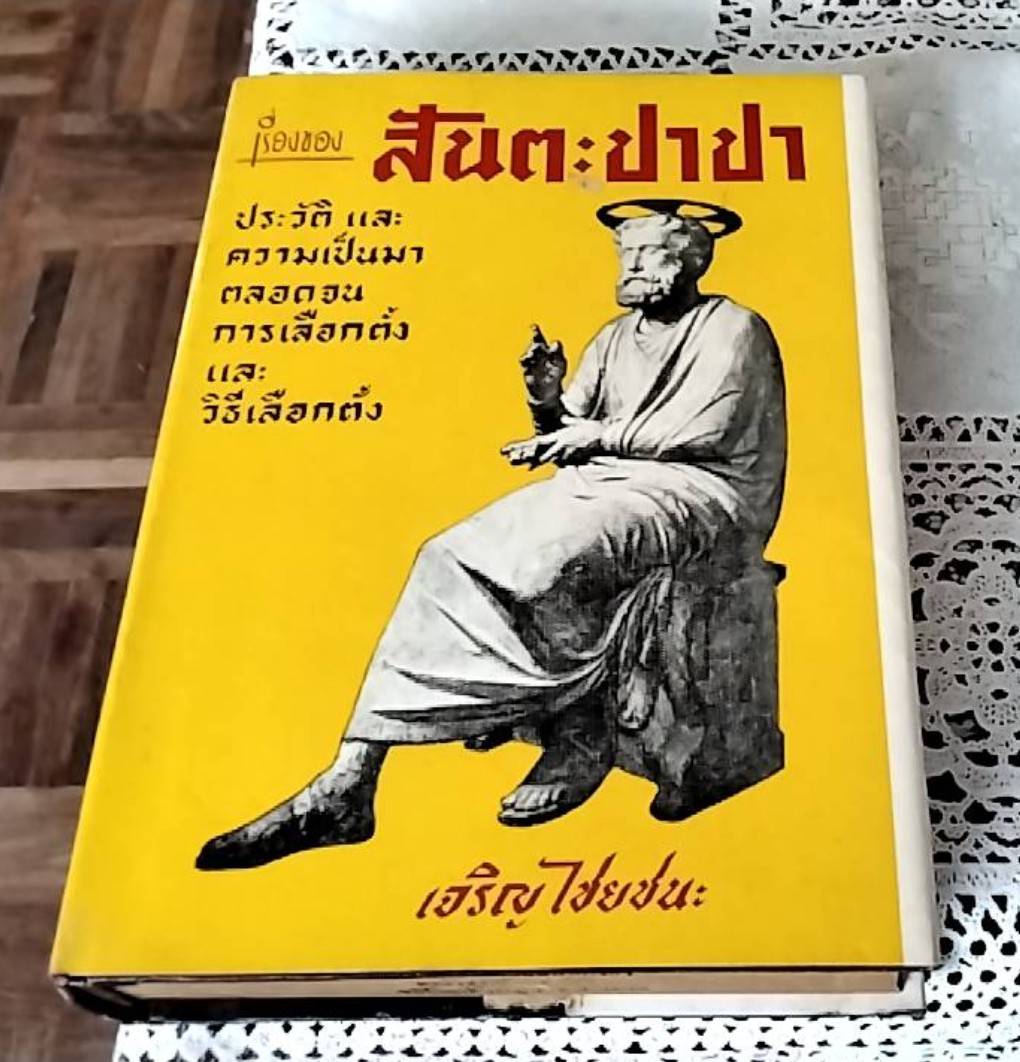 เรื่องของ สันตะปาปา
ประวัติ และ
ความเป็นมา
ตลอดจน
การเลือกตั้ง
และ
วิธีเลือกตั้ง
เจริญ ไชยชนะ